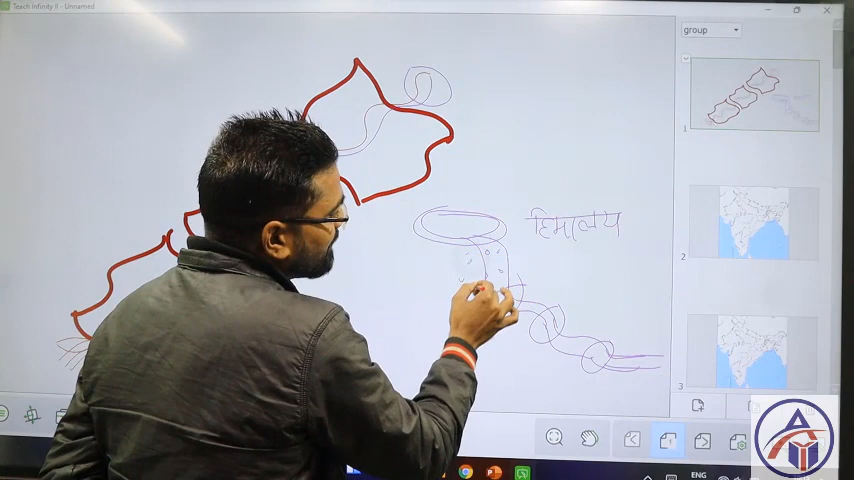 Teach Infinity II - Unnamed
group
1
हिमालय
2
3
ENG